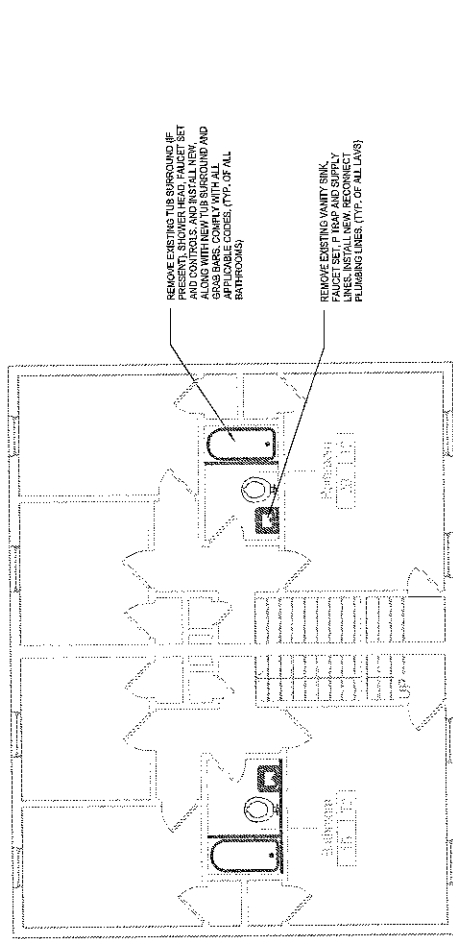 REMOVE EXISTING TUB SURROUND (IF
PRESENT), SHOWER HEAD, FAUCET SET
AND CONTROLS, AND INSTALL NEW,
ALONG WITH NEW TUB SURROUND AND
GRAB BARS. COMPLY WITH ALL
APPLICABLE CODES, (TYP. OF ALL
BATHROOMS)
REMOVE EXISTING VANITY SINK,
FAUCET SET, P TRAP AND SUPPLY
LINES. INSTALL NEW, RECONNECT
PLUMBING LINES. (TYP. OF ALL LAVS)
UP